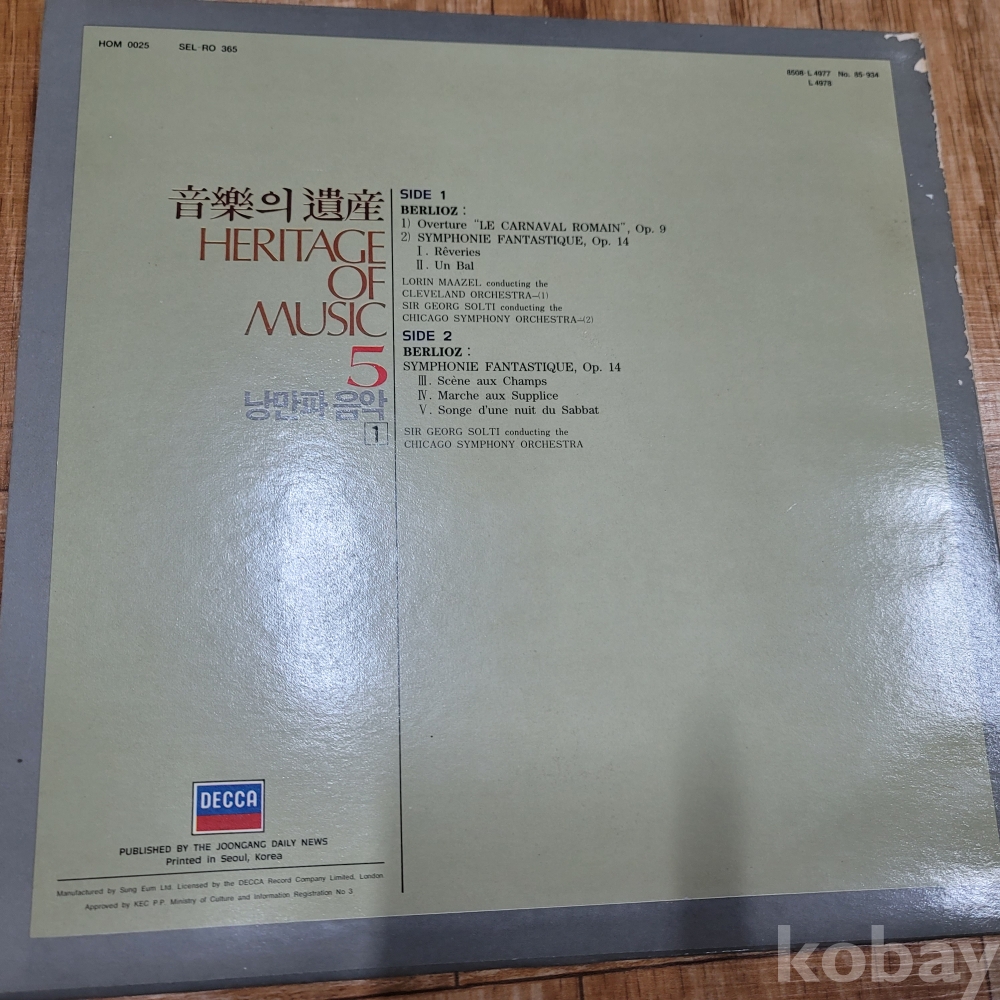 HOM 0025 SEL-RO 365
8508 L 4977 No. 85-934
L 4978
音樂의 遺産
HERITAGE
OF
MUSIC
5
낭만파 음악
1
SIDE 1
BERLIOZ :
1) Overture "LE CARNAVAL ROMAIN", Op. 9
2) SYMPHONIE FANTASTIQUE, Op. 14
Ⅰ. Rêveries
Ⅱ. Un Bal
LORIN MAAZEL conducting the
CLEVELAND ORCHESTRA—(1)
SIR GEORG SOLTI conducting the
CHICAGO SYMPHONY ORCHESTRA—(2)
SIDE 2
BERLIOZ :
SYMPHONIE FANTASTIQUE, Op. 14
Ⅲ. Scène aux Champs
Ⅳ. Marche aux Supplice
Ⅴ. Songe d'une nuit du Sabbat
SIR GEORG SOLTI conducting the
CHICAGO SYMPHONY ORCHESTRA
DECCA
PUBLISHED BY THE JOONGANG DAILY NEWS
Printed in Seoul, Korea
Manufactured by Sung Eum Ltd. Licensed by the DECCA Record Company Limited, London.
Approved by KEC P.P. Ministry of Culture and Information Registration No 3
kobay